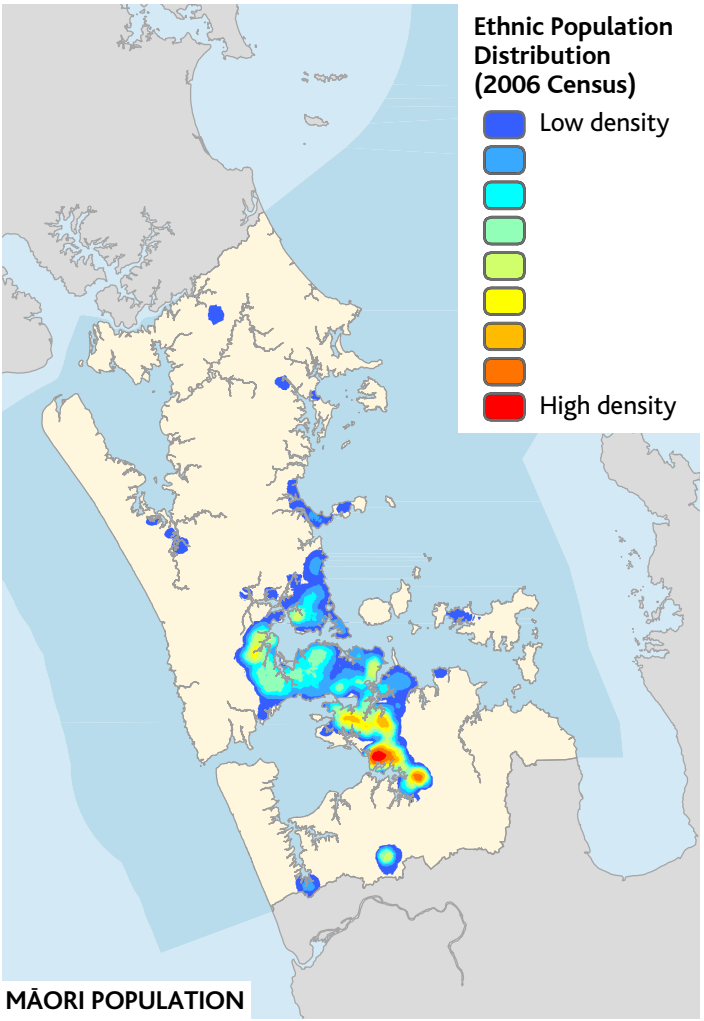 Ethnic Population
Distribution
(2006 Census)
Low density
High density
MĀORI POPULATION